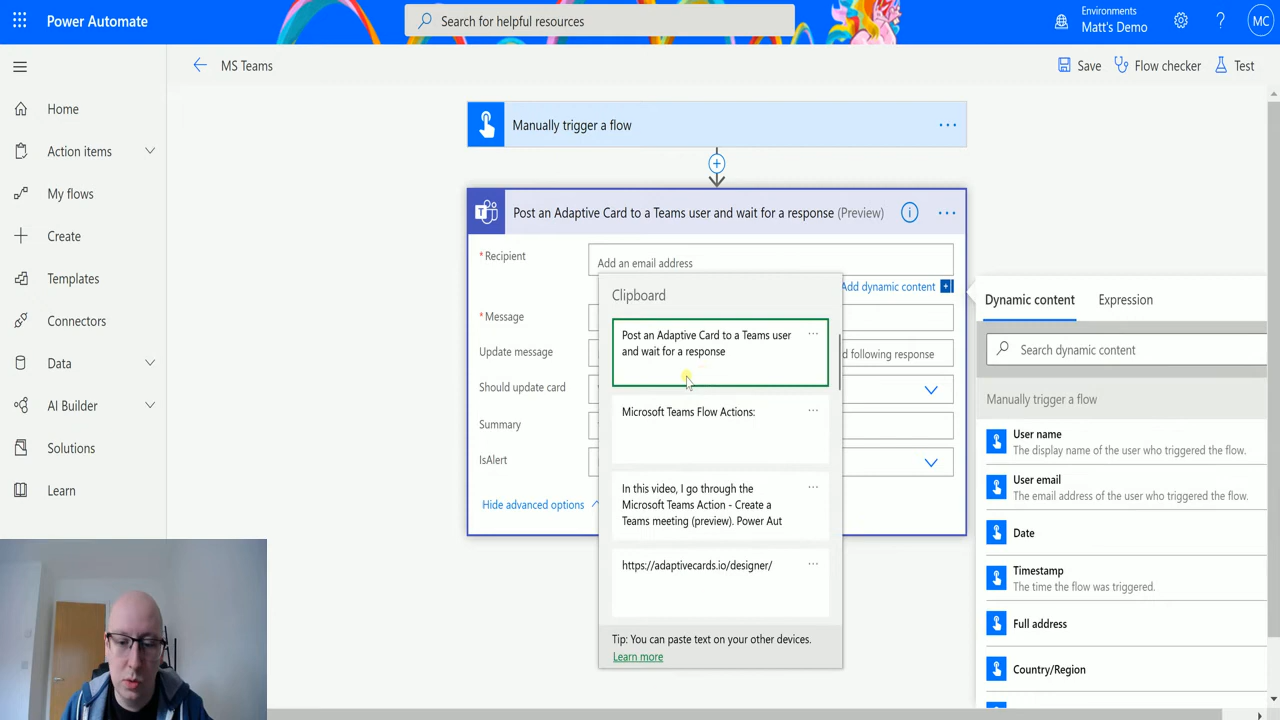 Power Automate
Search for helpful resources
Environments
Matt's Demo
MC
MS Teams
Save
Flow checker
Test
Home
Action items
My flows
Create
Templates
Connectors
Data
AI Builder
Solutions
Learn
Manually trigger a flow
Post an Adaptive Card to a Teams user and wait for a response (Preview)
* Recipient
Add an email address
Add dynamic content
* Message
Update message
d following response
Should update card
Summary
IsAlert
Hide advanced options
Clipboard
Post an Adaptive Card to a Teams user
and wait for a response
Microsoft Teams Flow Actions:
In this video, I go through the
Microsoft Teams Action - Create a
Teams meeting (preview). Power Aut
https://adaptivecards.io/designer/
Tip: You can paste text on your other devices.
Learn more
Dynamic content
Expression
Search dynamic content
Manually trigger a flow
User name
The display name of the user who triggered the flow.
User email
The email address of the user who triggered the flow.
Date
Timestamp
The time the flow was triggered.
Full address
Country/Region